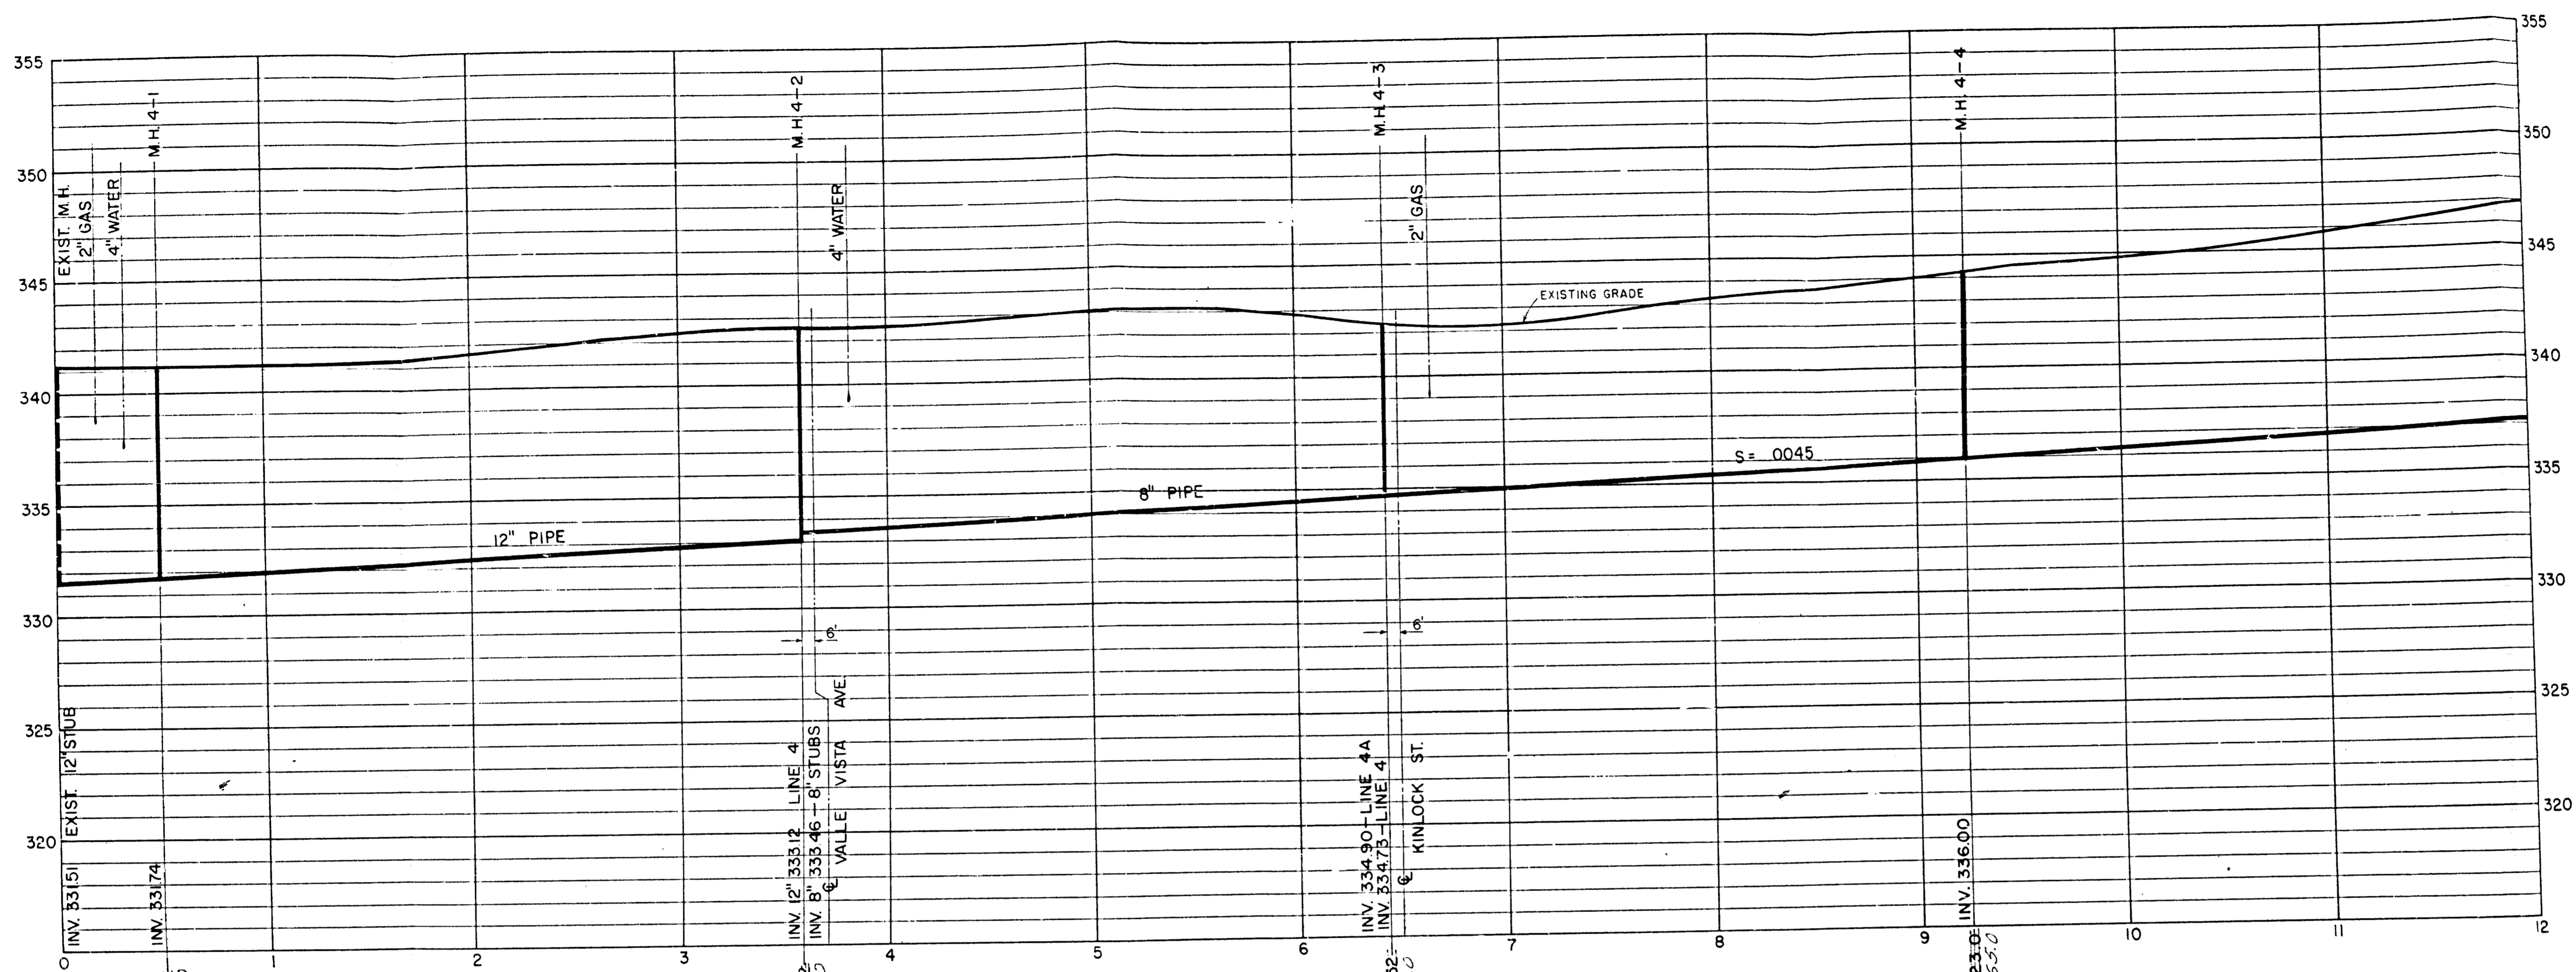 355
350
345
340
335
330
325
320
EXIST. M.H.
2" GAS
4" WATER
M.H. 4-1
M.H. 4-2
4" WATER
M.H. 4-3
2" GAS
M.H. 4-4
EXISTING GRADE
12" PIPE
8" PIPE
S= .0045
6'
6'
INV. 331.51 EXIST. 12" STUB
INV. 331.74
INV. 12" 333.12 LINE 4
INV. 8" 333.46-8" STUBS
℄ VALLE VISTA AVE.
INV. 334.90-LINE 4A
INV. 334.73-LINE 4
℄ KINLOCK ST.
INV. 336.00
355
350
345
340
335
330
325
320
0 1 2 3 4 5 6 7 8 9 10 11 12